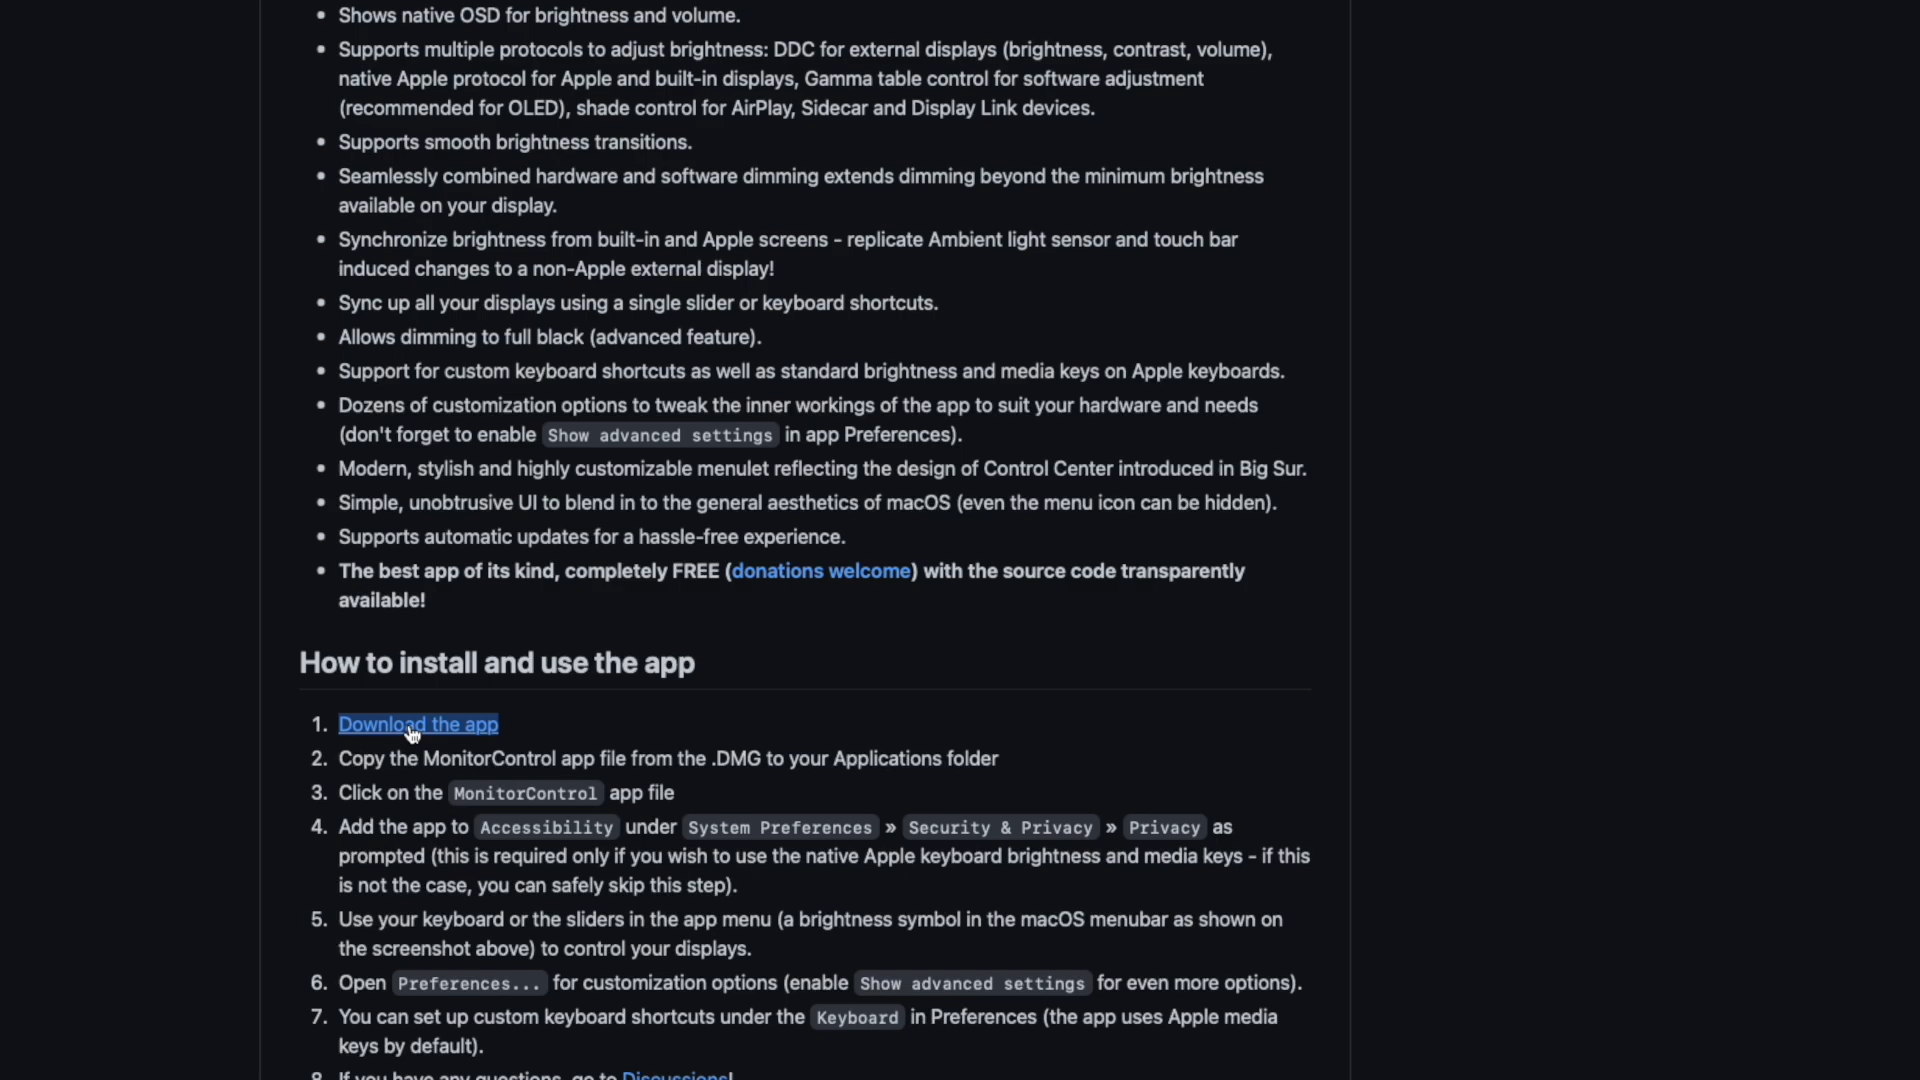 • Shows native OSD for brightness and volume.
• Supports multiple protocols to adjust brightness: DDC for external displays (brightness, contrast, volume),
native Apple protocol for Apple and built-in displays, Gamma table control for software adjustment
(recommended for OLED), shade control for AirPlay, Sidecar and Display Link devices.
• Supports smooth brightness transitions.
• Seamlessly combined hardware and software dimming extends dimming beyond the minimum brightness
available on your display.
• Synchronize brightness from built-in and Apple screens - replicate Ambient light sensor and touch bar
induced changes to a non-Apple external display!
• Sync up all your displays using a single slider or keyboard shortcuts.
• Allows dimming to full black (advanced feature).
• Support for custom keyboard shortcuts as well as standard brightness and media keys on Apple keyboards.
• Dozens of customization options to tweak the inner workings of the app to suit your hardware and needs
(don't forget to enable Show advanced settings in app Preferences).
• Modern, stylish and highly customizable menulet reflecting the design of Control Center introduced in Big Sur.
• Simple, unobtrusive UI to blend in to the general aesthetics of macOS (even the menu icon can be hidden).
• Supports automatic updates for a hassle-free experience.
• The best app of its kind, completely FREE (donations welcome) with the source code transparently
available!
How to install and use the app
1. Download the app
2. Copy the MonitorControl app file from the .DMG to your Applications folder
3. Click on the MonitorControl app file
4. Add the app to Accessibility under System Preferences » Security & Privacy » Privacy as
prompted (this is required only if you wish to use the native Apple keyboard brightness and media keys - if this
is not the case, you can safely skip this step).
5. Use your keyboard or the sliders in the app menu (a brightness symbol in the macOS menubar as shown on
the screenshot above) to control your displays.
6. Open Preferences... for customization options (enable Show advanced settings for even more options).
7. You can set up custom keyboard shortcuts under the Keyboard in Preferences (the app uses Apple media
keys by default).
8. If you have any questions, go to Discussions!